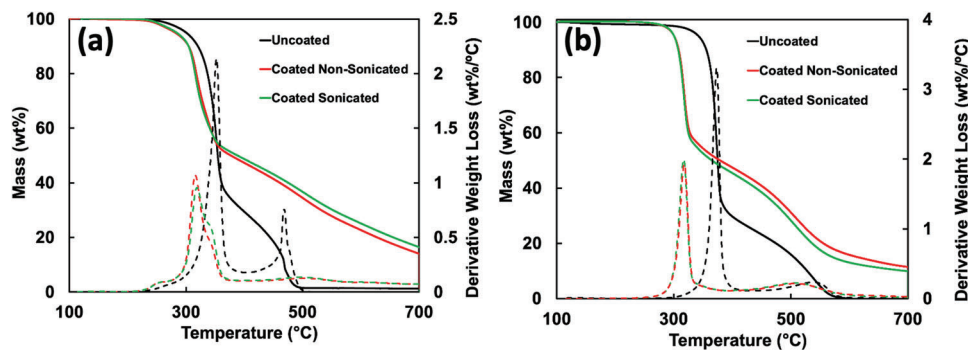 (a)
Uncoated
Coated Non-Sonicated
Coated Sonicated
Mass (wt%)
100
80
60
40
20
0
Derivative Weight Loss (wt%/ºC)
2.5
2
1.5
1
0.5
0
100 300 500 700
Temperature (°C)
(b)
Uncoated
Coated Non-Sonicated
Coated Sonicated
Mass (wt%)
100
80
60
40
20
0
Derivative Weight Loss (wt%/ºC)
4
3
2
1
0
100 300 500 700
Temperature (°C)